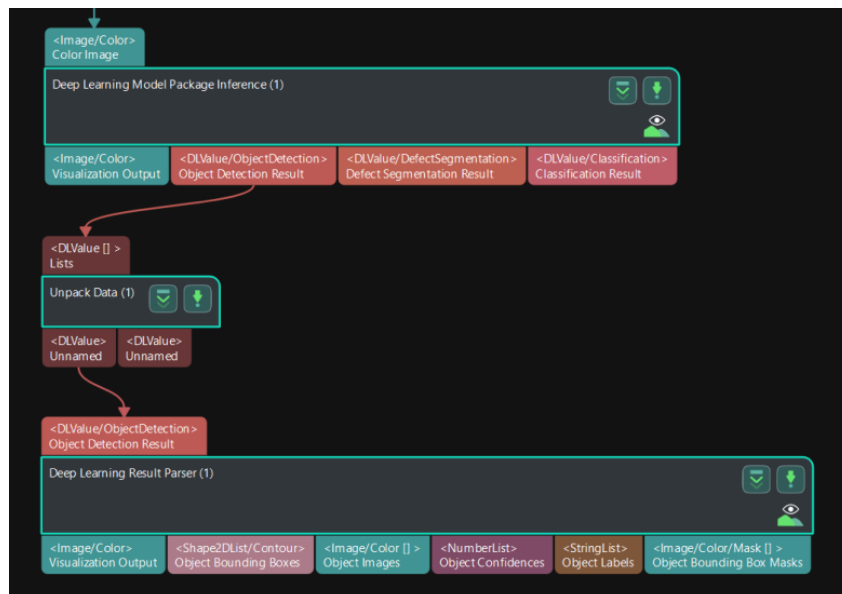 <Image/Color>
Color Image
Deep Learning Model Package Inference (1)
<Image/Color>
Visualization Output
<DLValue/ObjectDetection>
Object Detection Result
<DLValue/DefectSegmentation>
Defect Segmentation Result
<DLValue/Classification>
Classification Result
<DLValue [] >
Lists
Unpack Data (1)
<DLValue>
Unnamed
<DLValue>
Unnamed
<DLValue/ObjectDetection>
Object Detection Result
Deep Learning Result Parser (1)
<Image/Color>
Visualization Output
<Shape2DList/Contour>
Object Bounding Boxes
<Image/Color [] >
Object Images
<NumberList>
Object Confidences
<StringList>
Object Labels
<Image/Color/Mask [] >
Object Bounding Box Masks